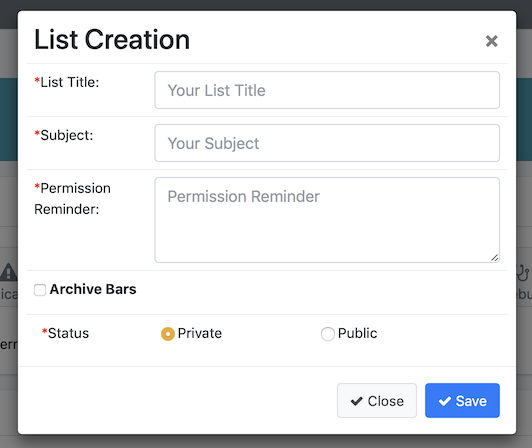 List Creation
*List Title:
Your List Title
*Subject:
Your Subject
*Permission
Reminder:
Permission Reminder
Archive Bars
*Status
Private
Public
Close
Save